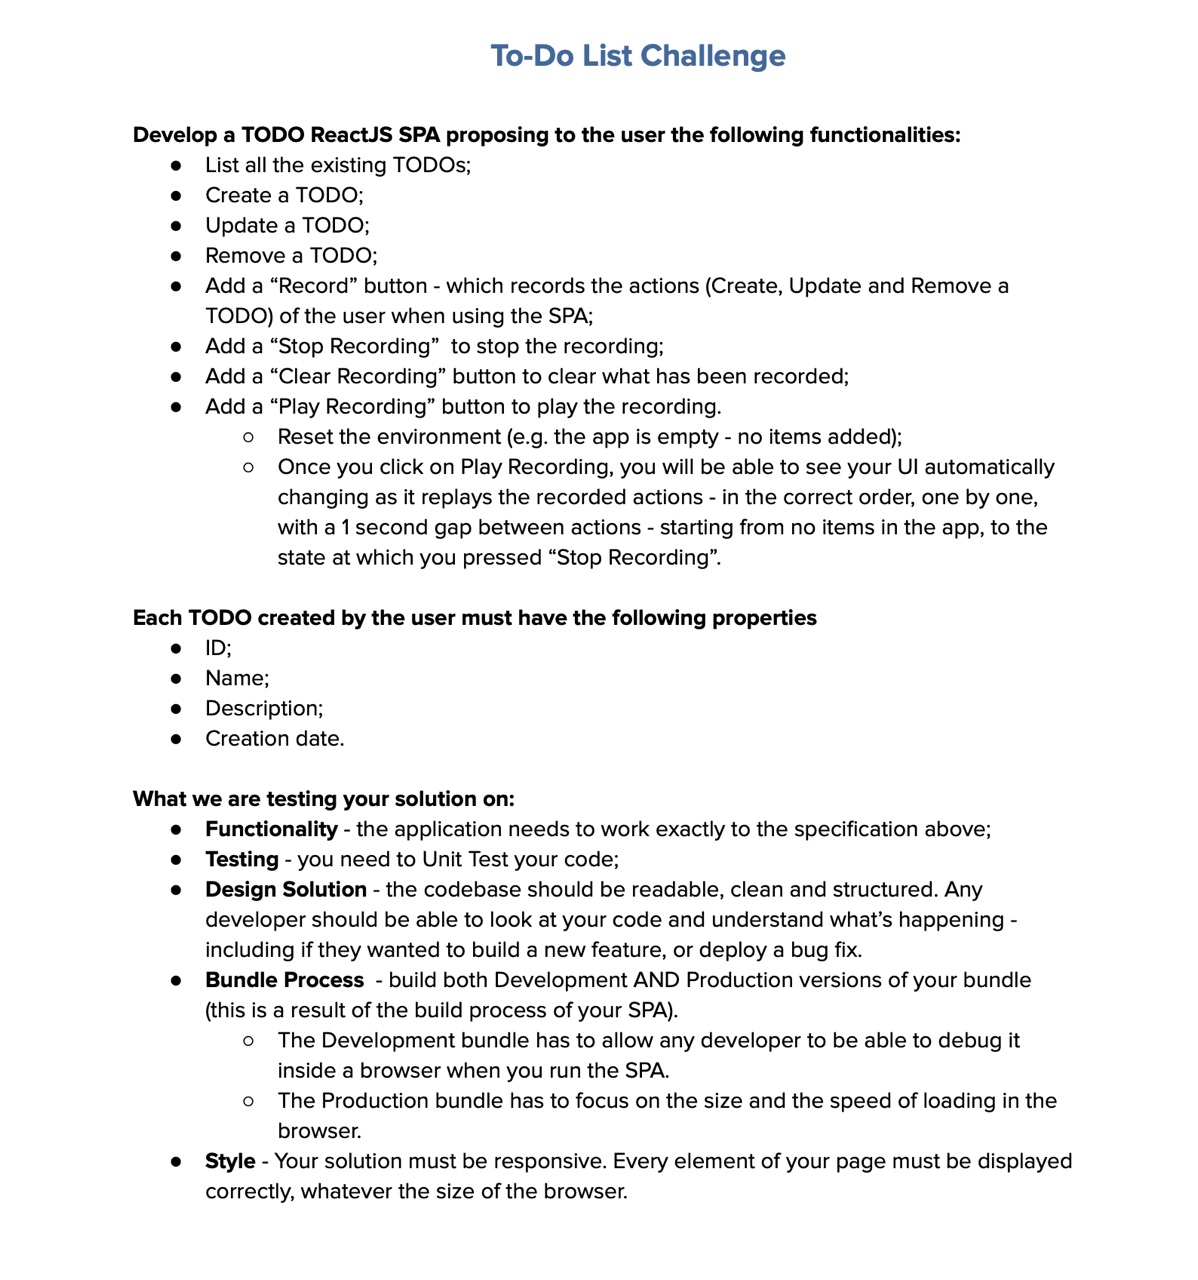 To-Do List Challenge
Develop a TODO ReactJS SPA proposing to the user the following functionalities:
● List all the existing TODOs;
● Create a TODO;
● Update a TODO;
● Remove a TODO;
● Add a “Record” button - which records the actions (Create, Update and Remove a
TODO) of the user when using the SPA;
● Add a “Stop Recording”  to stop the recording;
● Add a “Clear Recording” button to clear what has been recorded;
● Add a “Play Recording” button to play the recording.
○ Reset the environment (e.g. the app is empty - no items added);
○ Once you click on Play Recording, you will be able to see your UI automatically
changing as it replays the recorded actions - in the correct order, one by one,
with a 1 second gap between actions - starting from no items in the app, to the
state at which you pressed “Stop Recording”.
Each TODO created by the user must have the following properties
● ID;
● Name;
● Description;
● Creation date.
What we are testing your solution on:
● Functionality - the application needs to work exactly to the specification above;
● Testing - you need to Unit Test your code;
● Design Solution - the codebase should be readable, clean and structured. Any
developer should be able to look at your code and understand what’s happening -
including if they wanted to build a new feature, or deploy a bug fix.
● Bundle Process  - build both Development AND Production versions of your bundle
(this is a result of the build process of your SPA).
○ The Development bundle has to allow any developer to be able to debug it
inside a browser when you run the SPA.
○ The Production bundle has to focus on the size and the speed of loading in the
browser.
● Style - Your solution must be responsive. Every element of your page must be displayed
correctly, whatever the size of the browser.